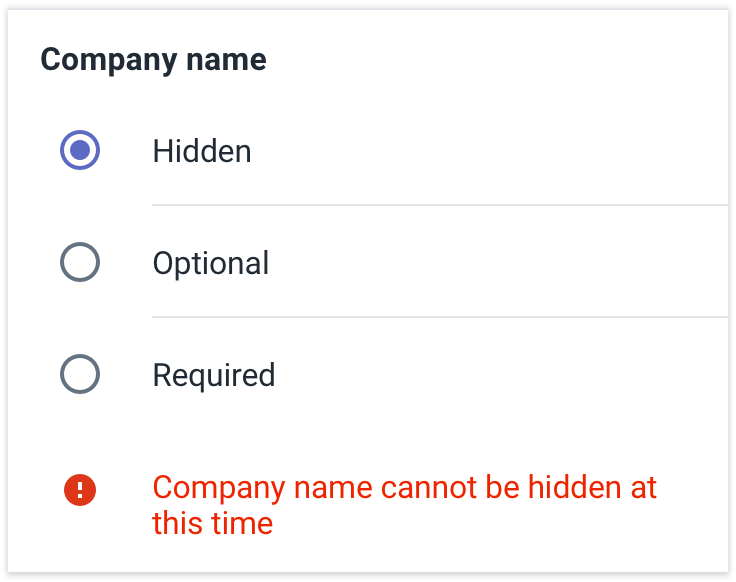 Company name
Hidden
Optional
Required
Company name cannot be hidden at
this time